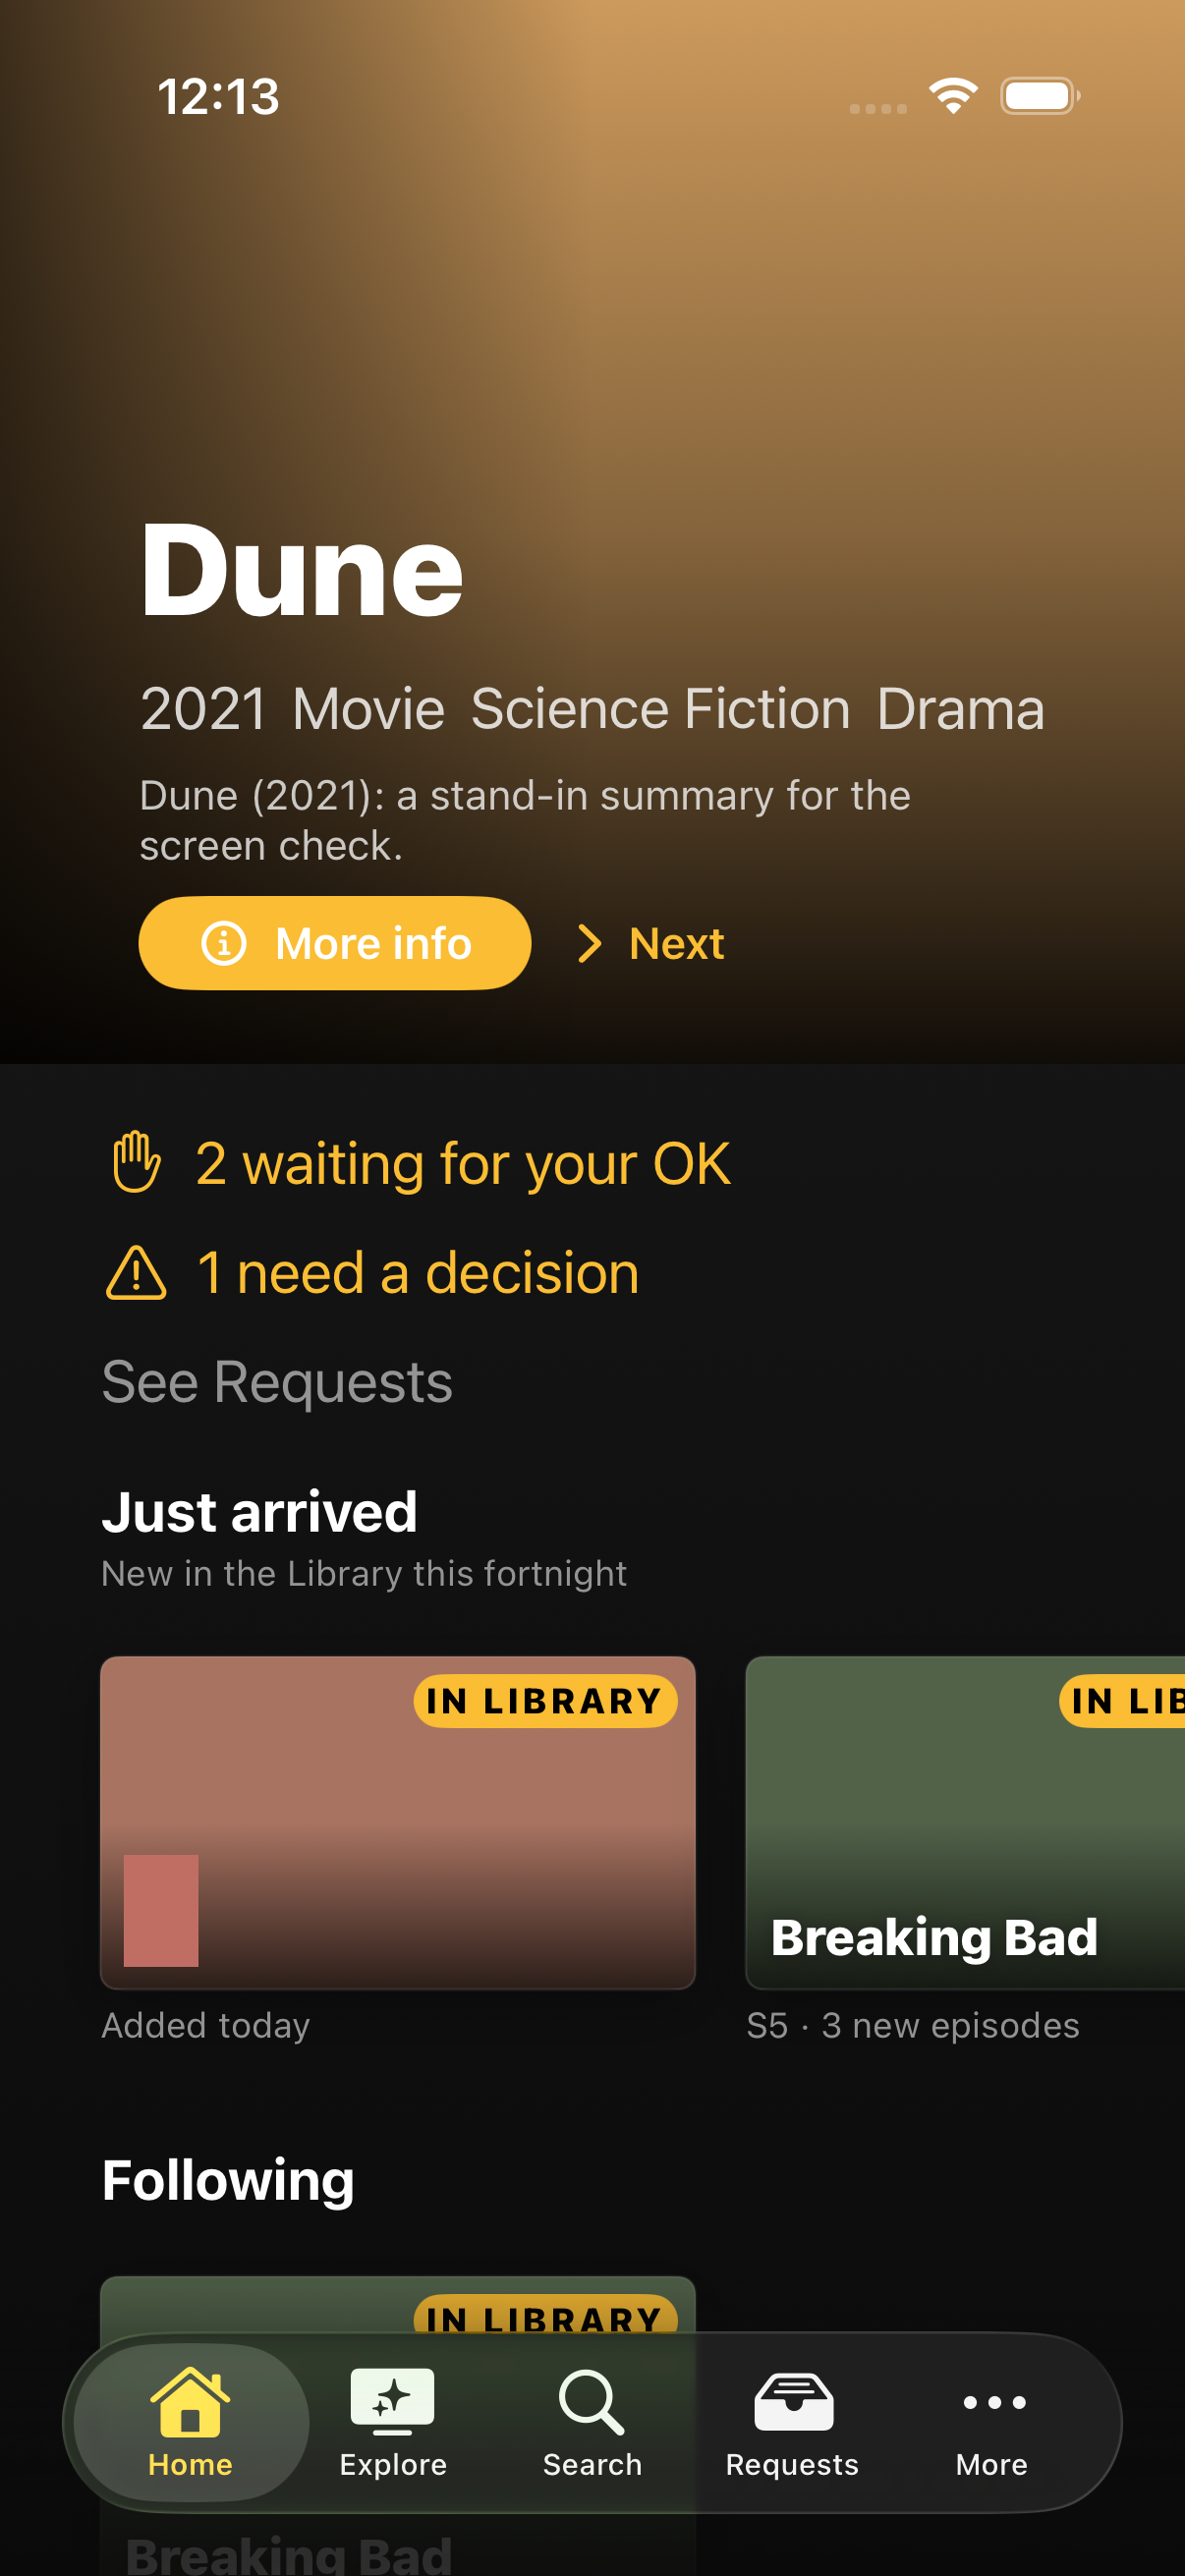 12:13
Dune
2021 Movie Science Fiction Drama
Dune (2021): a stand-in summary for the
screen check.
More info
Next
2 waiting for your OK
1 need a decision
See Requests
Just arrived
New in the Library this fortnight
IN LIBRARY
IN LIB
Breaking Bad
Added today
S5 · 3 new episodes
Following
IN LIBRARY
Home
Explore
Search
Requests
More
Breaking Bad